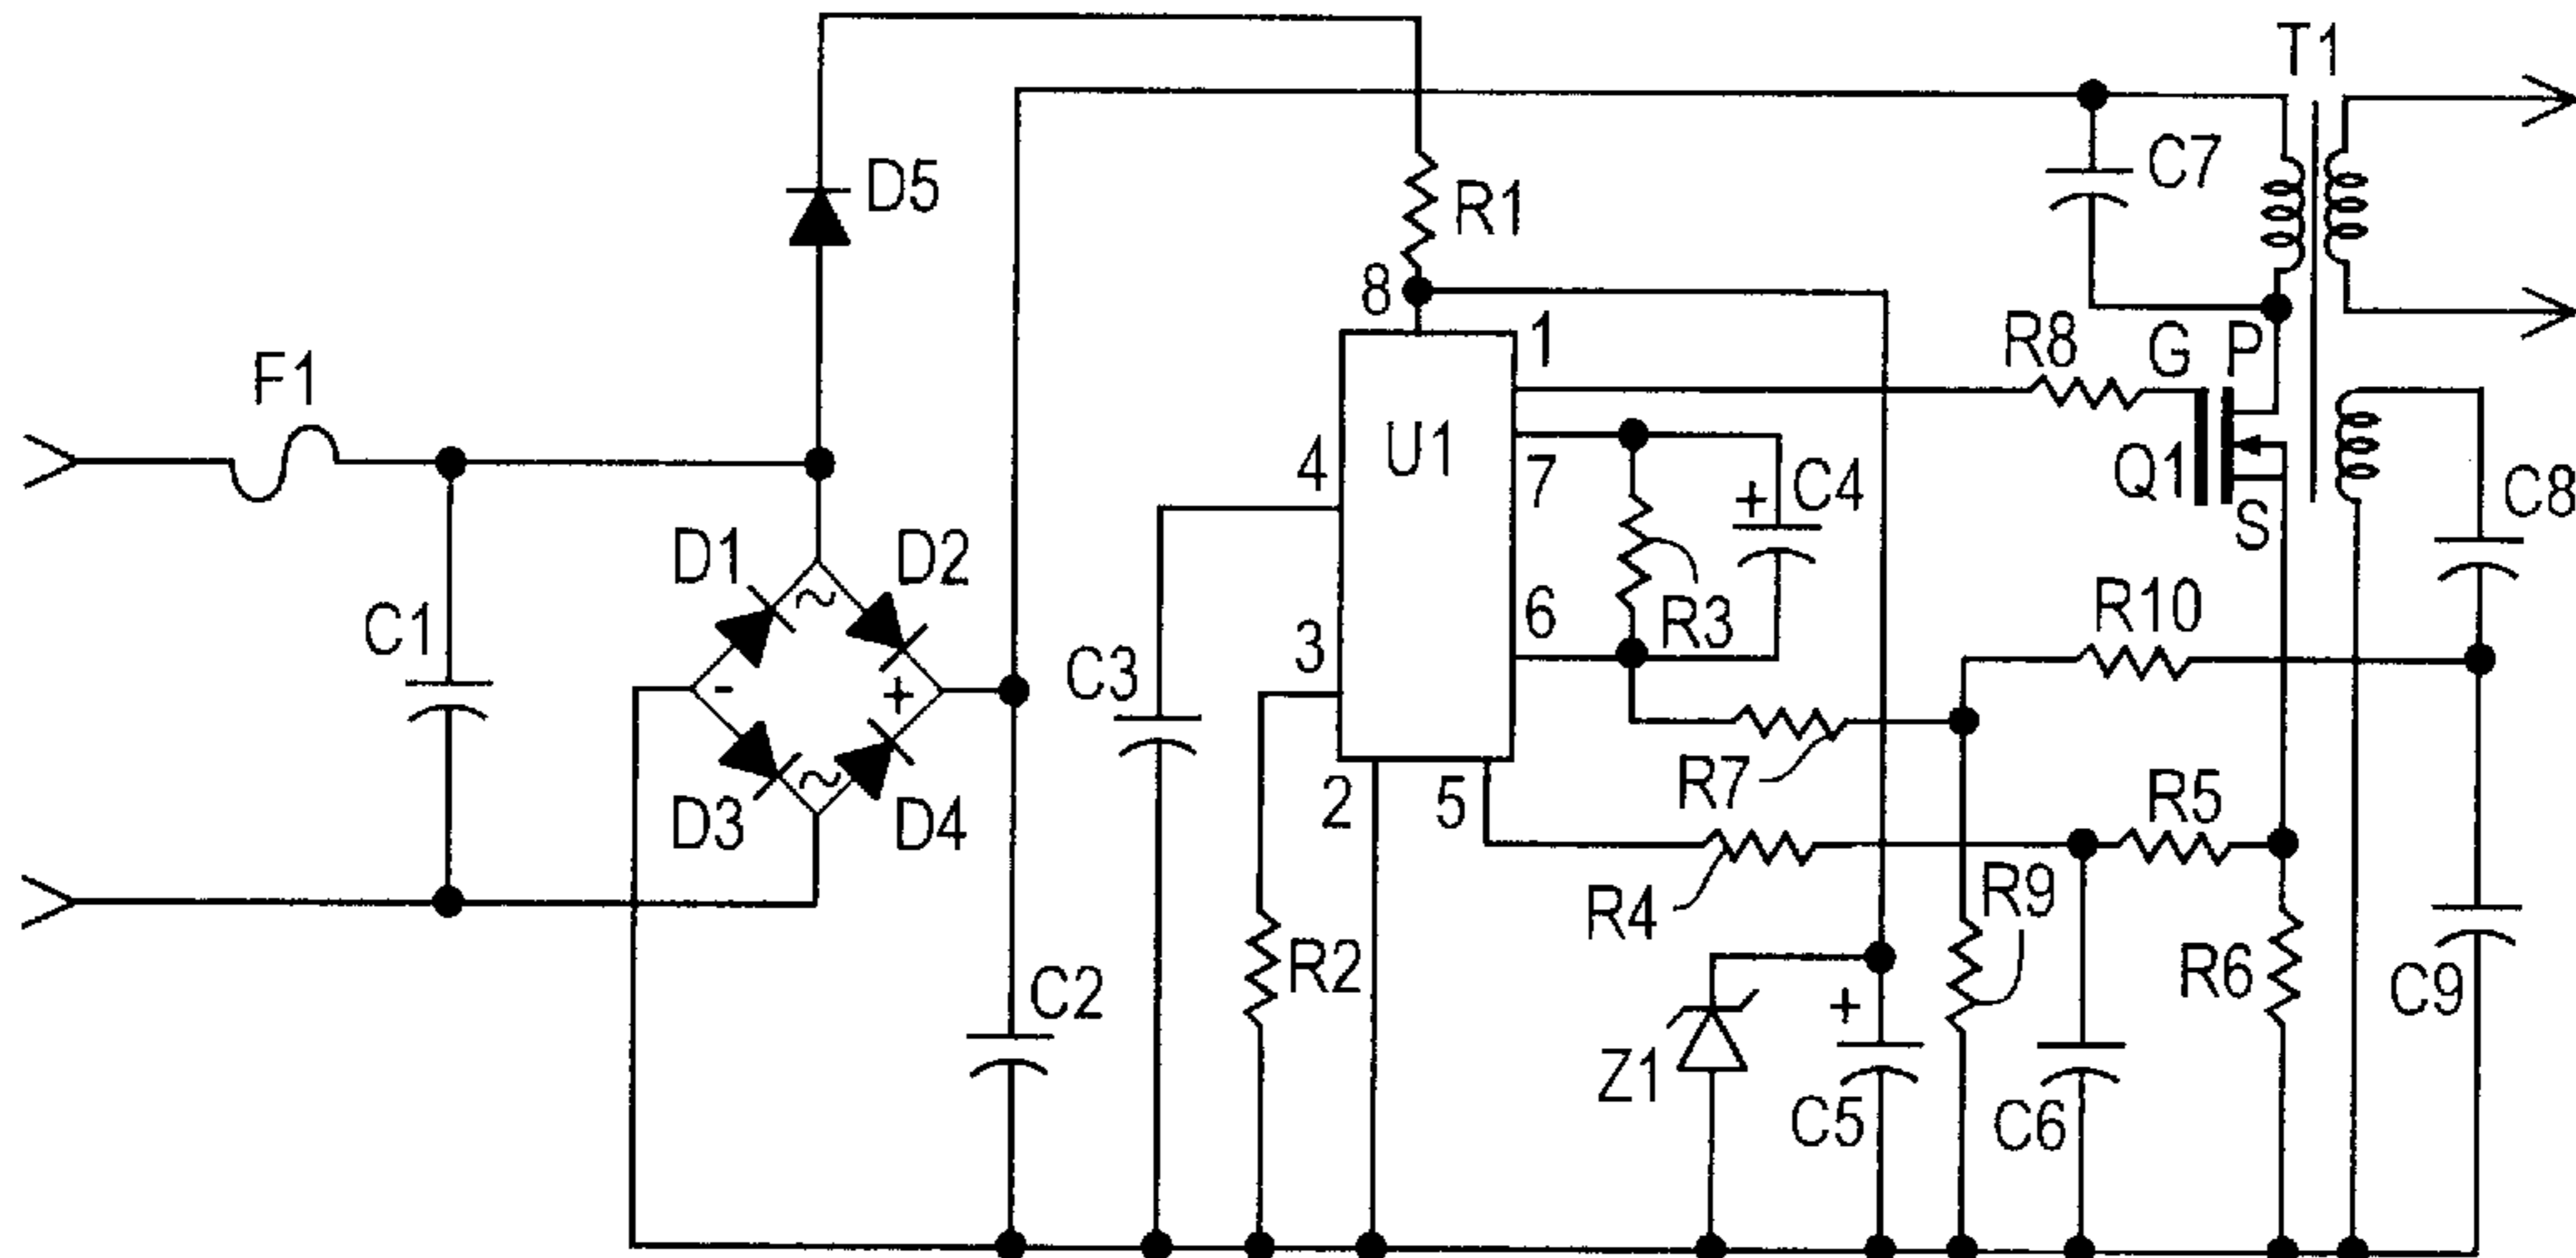 T1
D5
R1
C7
8
1
R8
G
P
F1
4
U1
7
+
C4
Q1
S
C8
D1
D2
~
C1
C3
3
6
R3
R10
-
+
D3
~
D4
2
5
R7
R5
R4
R9
C2
R2
+
R6
C9
Z1
C5
C6